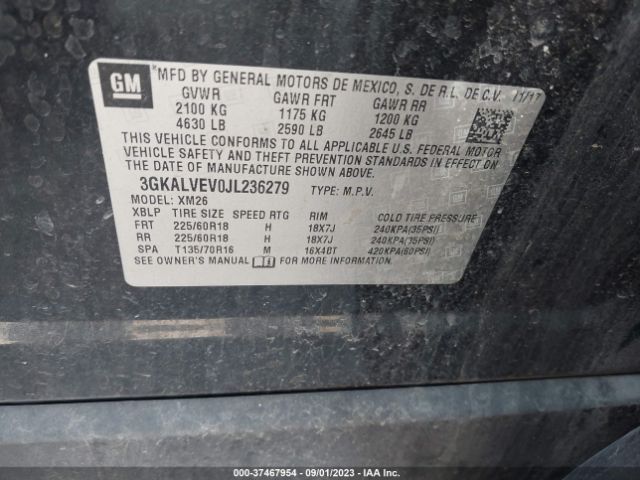 GM
MFD BY GENERAL MOTORS DE MEXICO, S. DE R.L. DE C.V. 11/17
GVWR GAWR FRT GAWR RR
2100 KG 1175 KG 1200 KG
4630 LB 2590 LB 2645 LB
THIS VEHICLE CONFORMS TO ALL APPLICABLE U.S. FEDERAL MOTOR
VEHICLE SAFETY AND THEFT PREVENTION STANDARDS IN EFFECT ON
THE DATE OF MANUFACTURE SHOWN ABOVE.
3GKALVEV0JL236279 TYPE: M.P.V.
MODEL: XM26
XBLP TIRE SIZE SPEED RTG RIM COLD TIRE PRESSURE
FRT 225/60R18 H 18X7J 240KPA(35PSI)
RR 225/60R18 H 18X7J 240KPA(35PSI)
SPA T135/70R16 M 16X4BT 420KPA(60PSI)
SEE OWNER'S MANUAL FOR MORE INFORMATION.
000-37467954 - 09/01/2023 - IAA Inc.